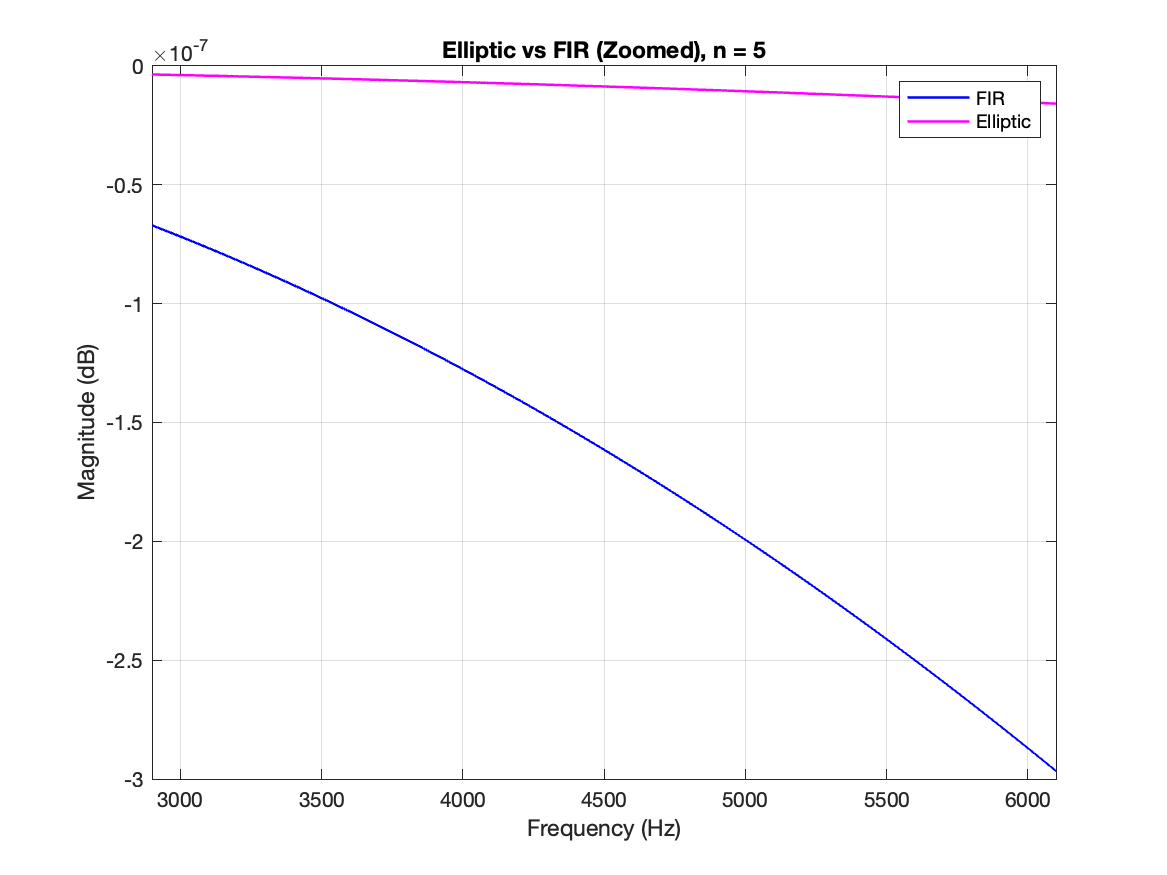 Elliptic vs FIR (Zoomed), n = 5
×10⁻⁷
0
-0.5
-1
-1.5
-2
-2.5
-3
Magnitude (dB)
FIR
Elliptic
3000 3500 4000 4500 5000 5500 6000
Frequency (Hz)